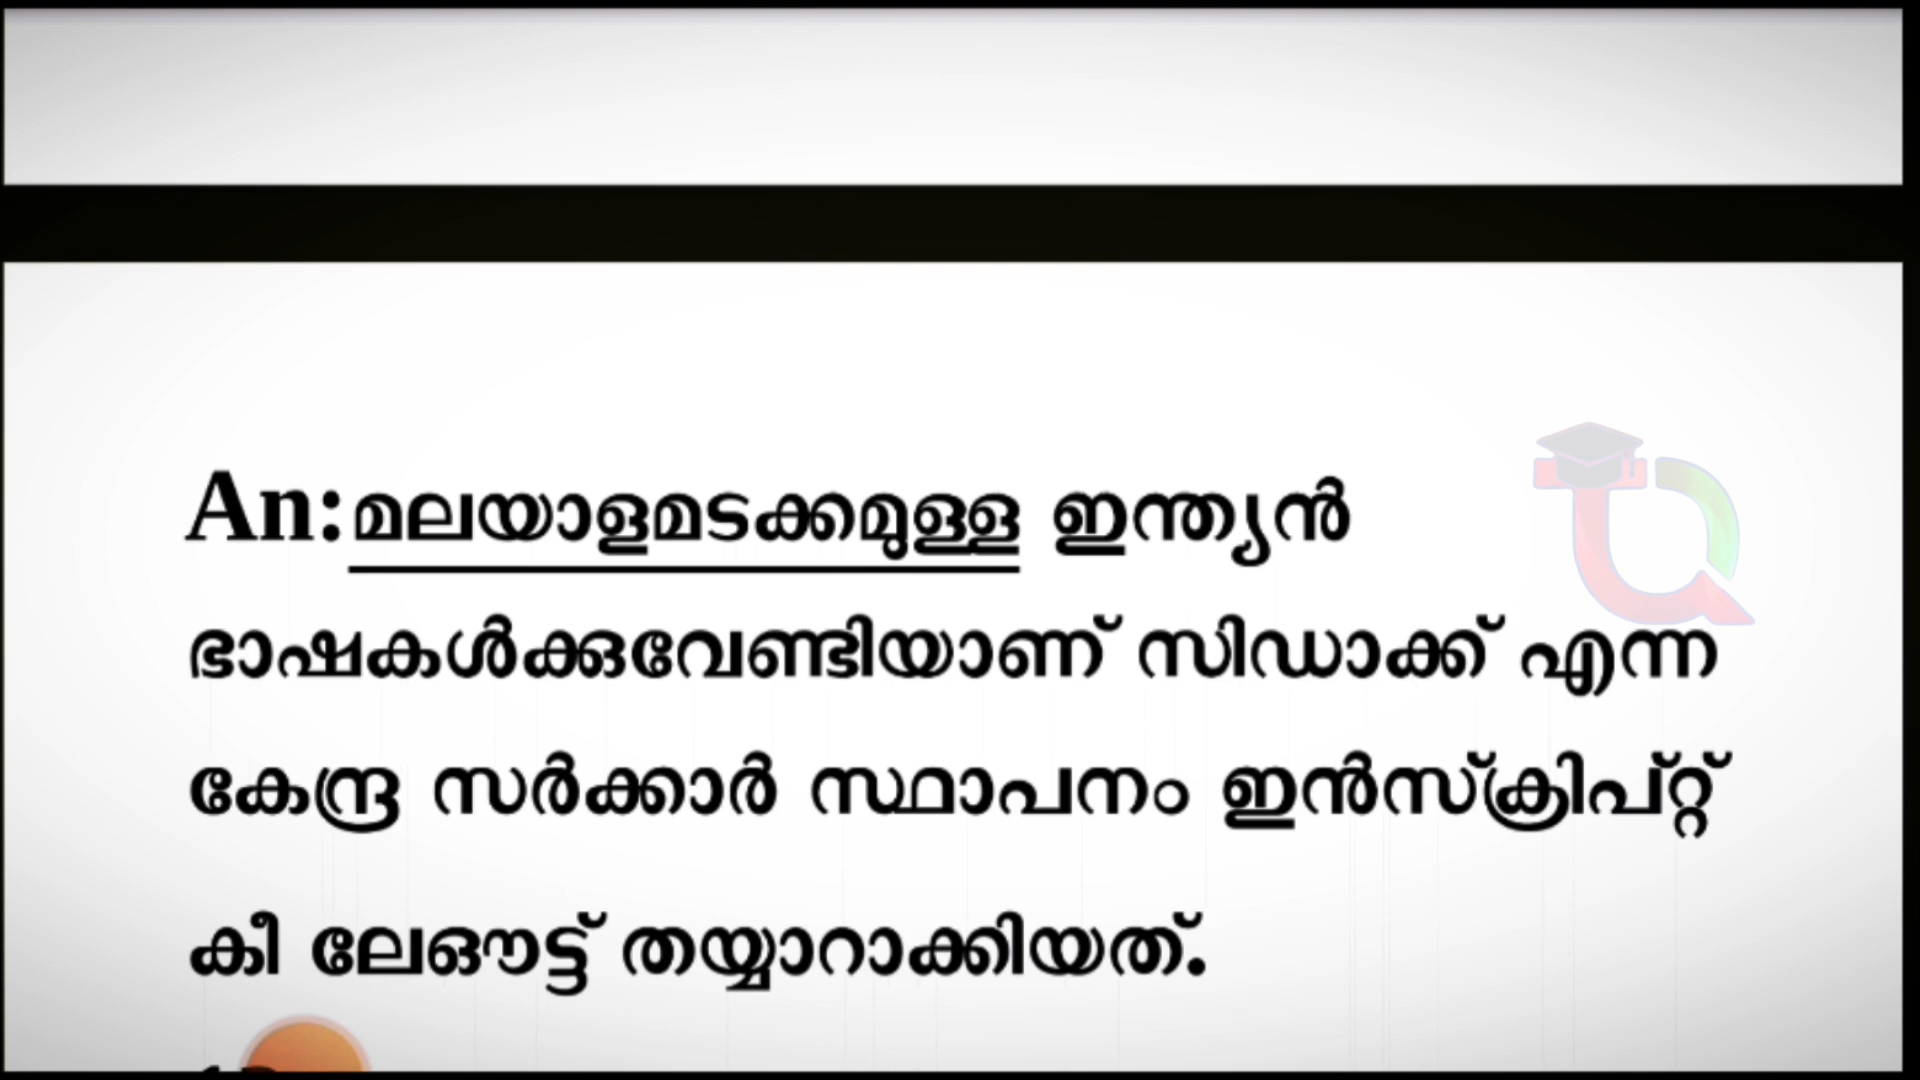 An:മലയാളമടക്കമുള്ള ഇന്ത്യൻ
ഭാഷകൾക്കുവേണ്ടിയാണ് സിഡാക്ക് എന്ന
കേന്ദ്ര സർക്കാർ സ്ഥാപനം ഇൻസ്ക്രിപ്റ്റ്
കീ ലേഔട്ട് തയ്യാറാക്കിയത്.